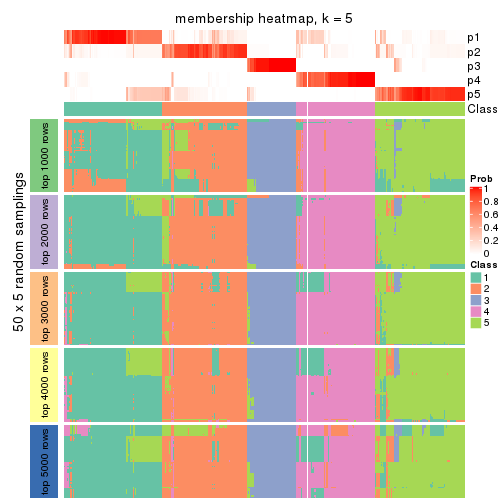 membership heatmap, k = 5
p1
p2
p3
p4
p5
Class
50 x 5 random samplings
top 1000 rows
top 2000 rows
top 3000 rows
top 4000 rows
top 5000 rows
Prob
1
0.8
0.6
0.4
0.2
0
Class
1
2
3
4
5